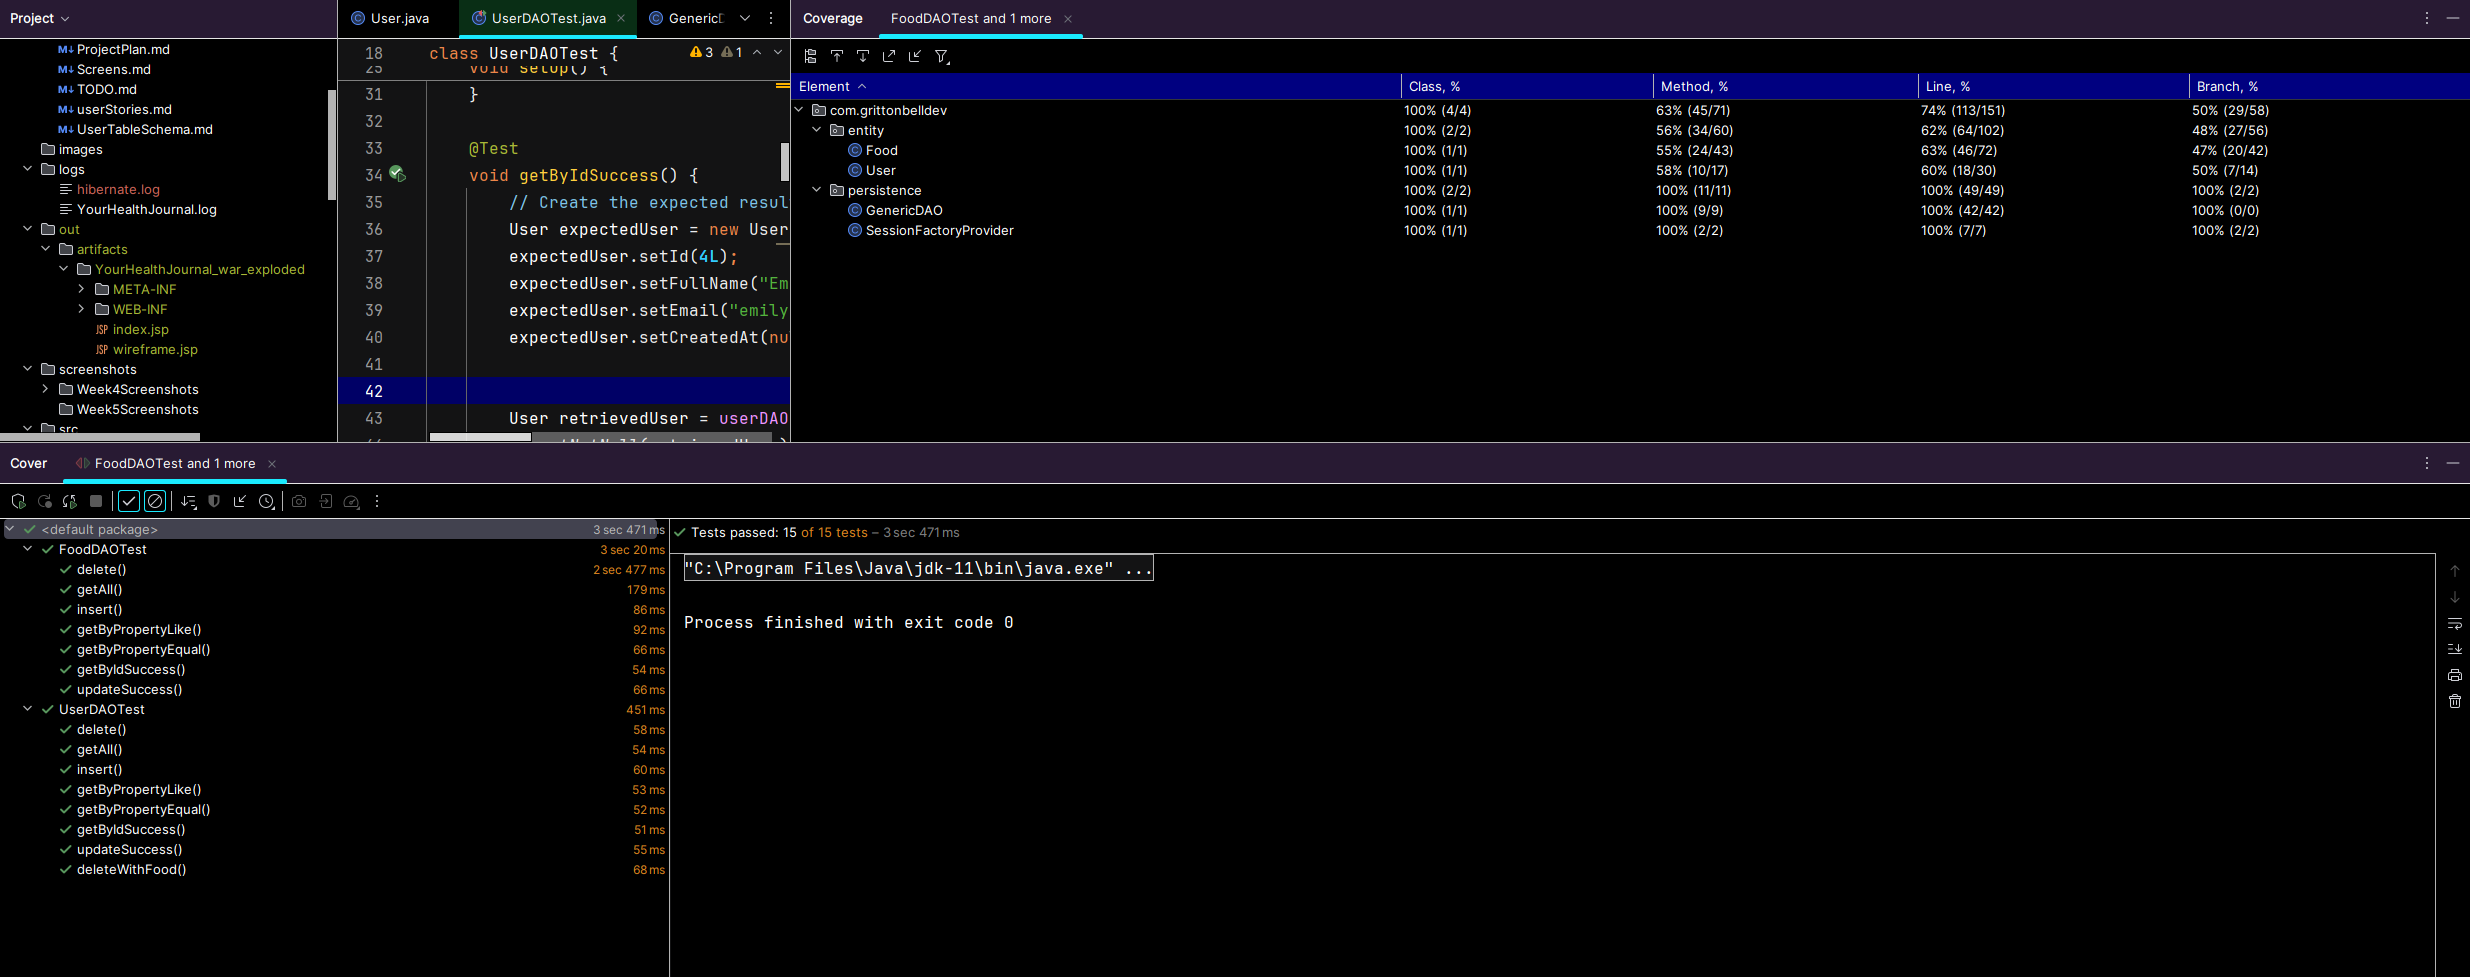 Project
ProjectPlan.md
Screens.md
TODO.md
userStories.md
UserTableSchema.md
images
logs
hibernate.log
YourHealthJournal.log
out
artifacts
YourHealthJournal_war_exploded
META-INF
WEB-INF
index.jsp
wireframe.jsp
screenshots
Week4Screenshots
Week5Screenshots
src
User.java UserDAOTest.java GenericD
18 class UserDAOTest { 3 1
25 void setup() {
31 }
32
33 @Test
34 void getByIdSuccess() {
35 // Create the expected resul
36 User expectedUser = new User
37 expectedUser.setId(4L);
38 expectedUser.setFullName("Em
39 expectedUser.setEmail("emily
40 expectedUser.setCreatedAt(nu
41
42
43 User retrievedUser = userDAO
Coverage FoodDAOTest and 1 more
Element Class, % Method, % Line, % Branch, %
com.grittonbelldev 100% (4/4) 63% (45/71) 74% (113/151) 50% (29/58)
entity 100% (2/2) 56% (34/60) 62% (64/102) 48% (27/56)
Food 100% (1/1) 55% (24/43) 63% (46/72) 47% (20/42)
User 100% (1/1) 58% (10/17) 60% (18/30) 50% (7/14)
persistence 100% (2/2) 100% (11/11) 100% (49/49) 100% (2/2)
GenericDAO 100% (1/1) 100% (9/9) 100% (42/42) 100% (0/0)
SessionFactoryProvider 100% (1/1) 100% (2/2) 100% (7/7) 100% (2/2)
Cover FoodDAOTest and 1 more
<default package> 3 sec 471 ms
FoodDAOTest 3 sec 20 ms
delete() 2 sec 477 ms
getAll() 179 ms
insert() 86 ms
getByPropertyLike() 92 ms
getByPropertyEqual() 66 ms
getByIdSuccess() 54 ms
updateSuccess() 66 ms
UserDAOTest 451 ms
delete() 58 ms
getAll() 54 ms
insert() 60 ms
getByPropertyLike() 53 ms
getByPropertyEqual() 52 ms
getByIdSuccess() 51 ms
updateSuccess() 55 ms
deleteWithFood() 68 ms
Tests passed: 15 of 15 tests – 3 sec 471 ms
"C:\Program Files\Java\jdk-11\bin\java.exe" ...
Process finished with exit code 0